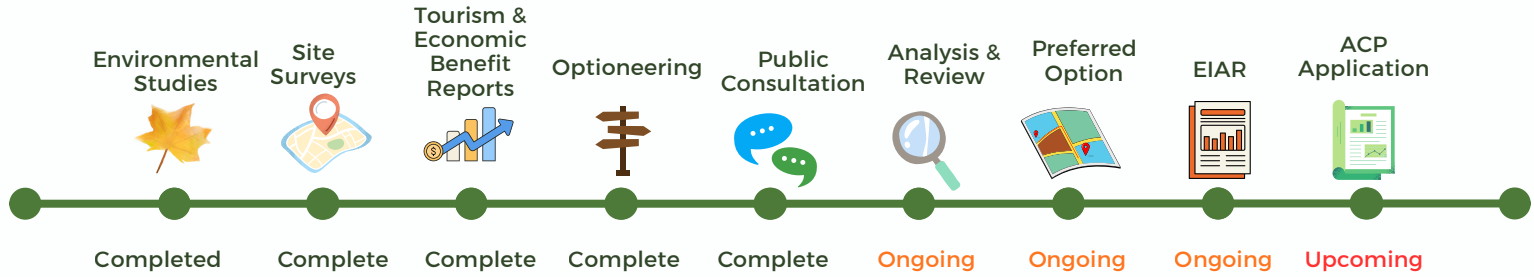 Environmental
Studies
Site
Surveys
Tourism &
Economic
Benefit
Reports
Optioneering
Public
Consultation
Analysis &
Review
Preferred
Option
EIAR
ACP
Application
$
Completed
Complete
Complete
Complete
Complete
Ongoing
Ongoing
Ongoing
Upcoming